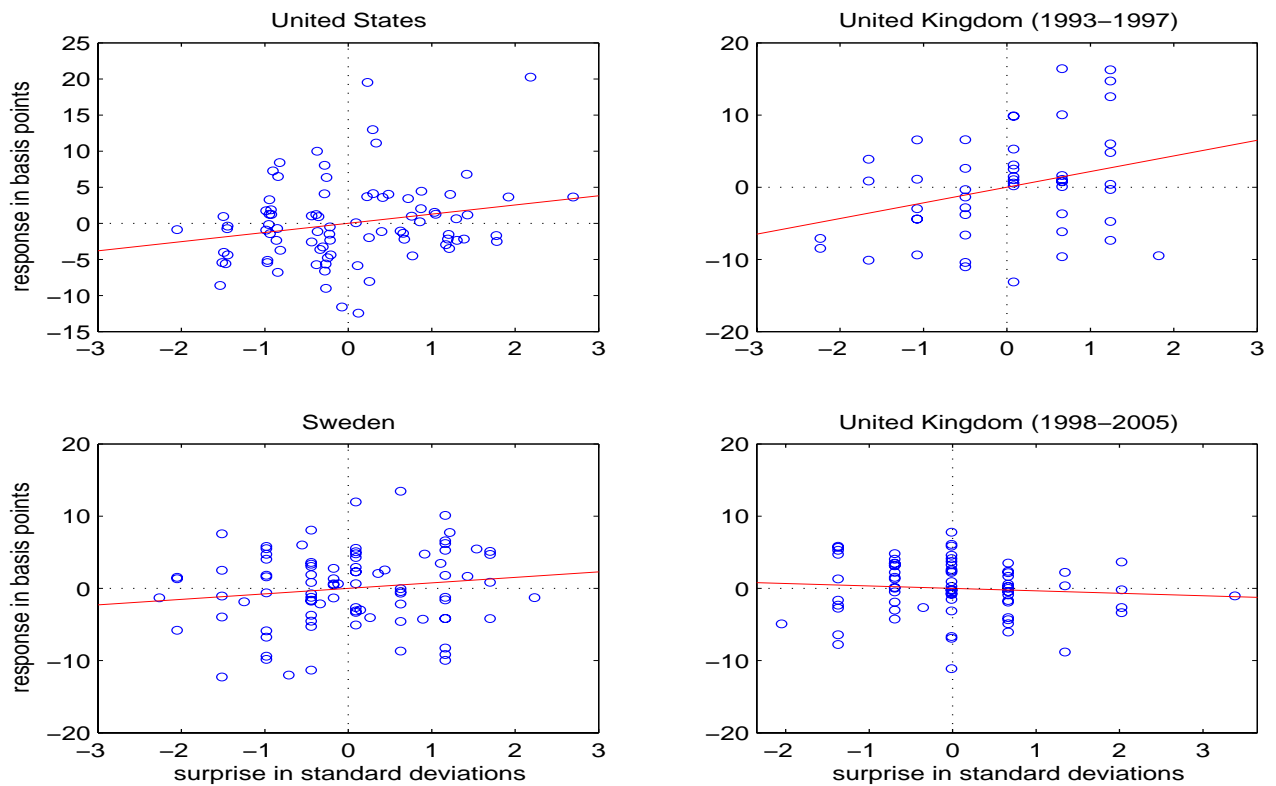 United States
25
20
15
10
5
0
−5
−10
−15
−3 −2 −1 0 1 2 3
response in basis points
United Kingdom (1993−1997)
20
10
0
−10
−20
−3 −2 −1 0 1 2 3
Sweden
20
10
0
−10
−20
−3 −2 −1 0 1 2 3
response in basis points
surprise in standard deviations
United Kingdom (1998−2005)
20
10
0
−10
−20
−2 −1 0 1 2 3
surprise in standard deviations